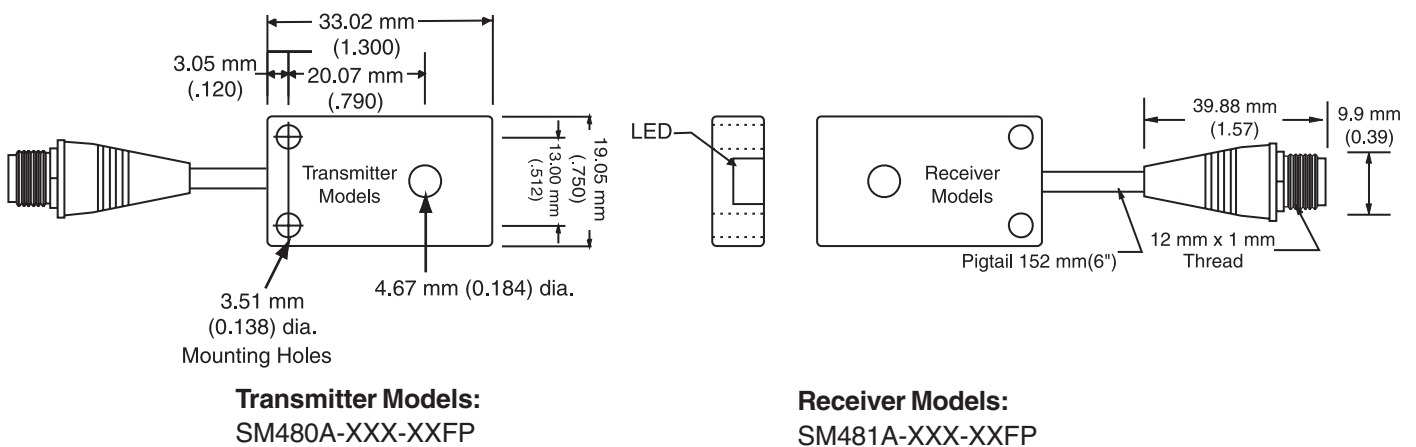 33.02 mm
(1.300)
3.05 mm
(.120)
20.07 mm
(.790)
Transmitter
Models
13.00 mm
(.512)
19.05 mm
(.750)
3.51 mm
(0.138) dia.
Mounting Holes
4.67 mm (0.184) dia.
LED
Receiver
Models
39.88 mm
(1.57)
9.9 mm
(0.39)
Pigtail 152 mm(6")
12 mm x 1 mm
Thread
Transmitter Models:
SM480A-XXX-XXFP
Receiver Models:
SM481A-XXX-XXFP